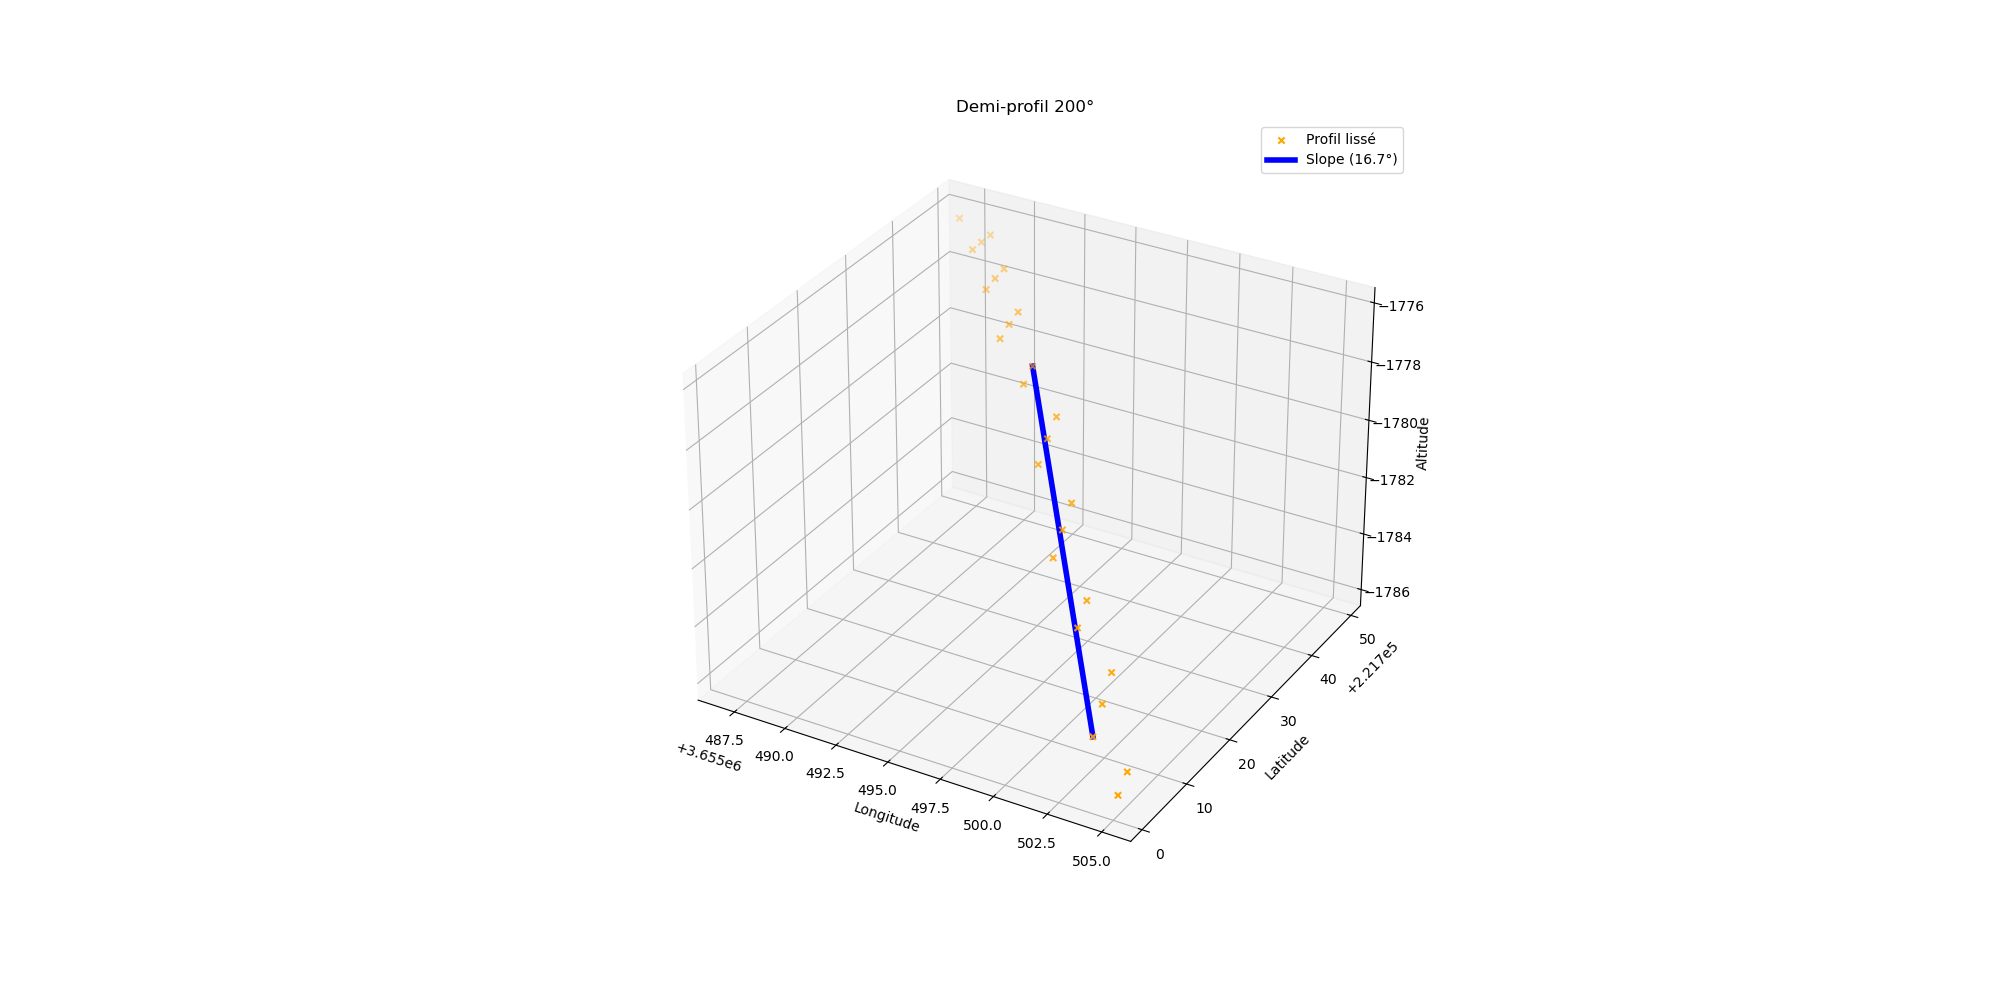 Demi-profil 200°
Profil lissé
Slope (16.7°)
−1776
−1778
−1780
−1782
−1784
−1786
Altitude
50
40
30
20
10
0
+2.217e5
Latitude
487.5
490.0
492.5
495.0
497.5
500.0
502.5
505.0
+3.655e6
Longitude